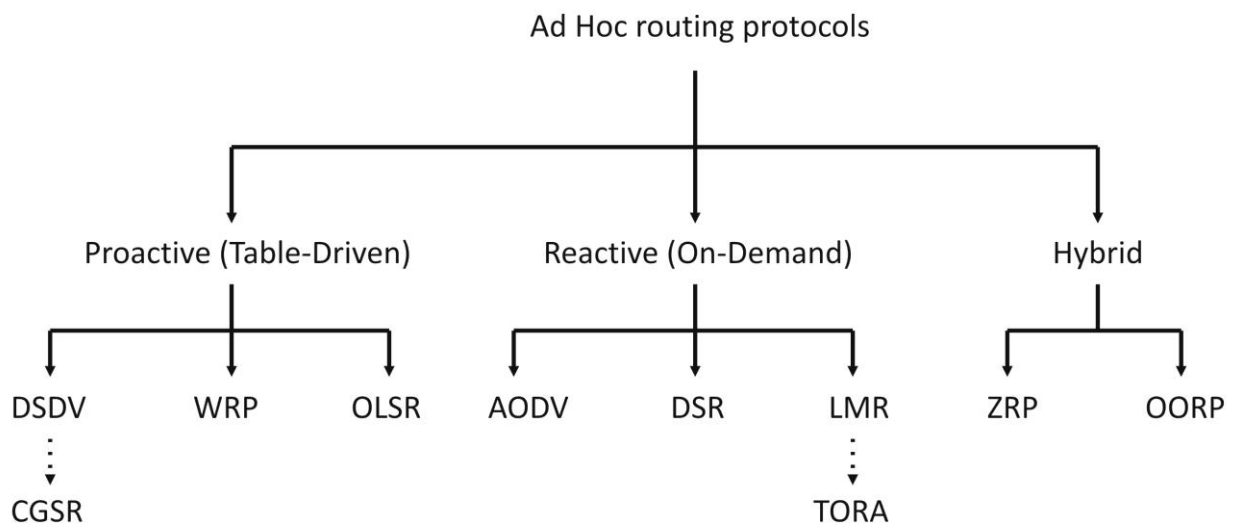 Ad Hoc routing protocols
Proactive (Table-Driven)
Reactive (On-Demand)
Hybrid
DSDV
WRP
OLSR
AODV
DSR
LMR
ZRP
OORP
CGSR
TORA